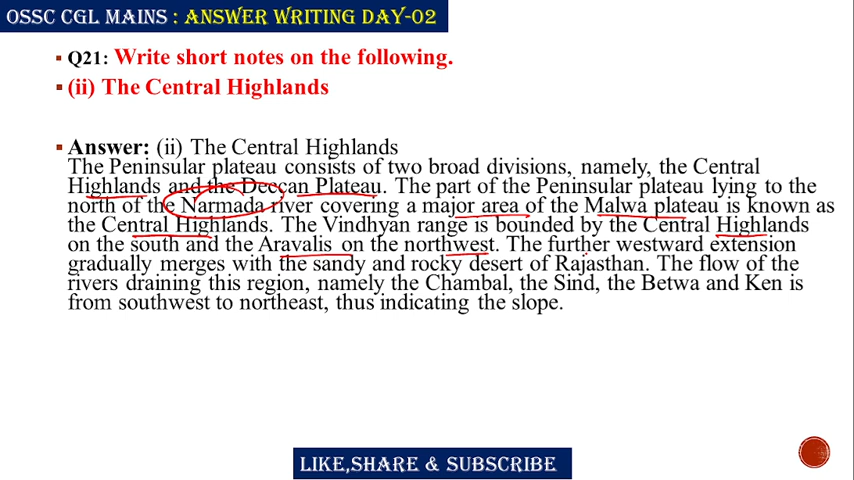 OSSC CGL MAINS : ANSWER WRITING DAY-02
Q21: Write short notes on the following.
(ii) The Central Highlands
Answer: (ii) The Central Highlands
The Peninsular plateau consists of two broad divisions, namely, the Central
Highlands and the Deccan Plateau. The part of the Peninsular plateau lying to the
north of the Narmada river covering a major area of the Malwa plateau is known as
the Central Highlands. The Vindhyan range is bounded by the Central Highlands
on the south and the Aravalis on the northwest. The further westward extension
gradually merges with the sandy and rocky desert of Rajasthan. The flow of the
rivers draining this region, namely the Chambal, the Sind, the Betwa and Ken is
from southwest to northeast, thus indicating the slope.
LIKE,SHARE & SUBSCRIBE